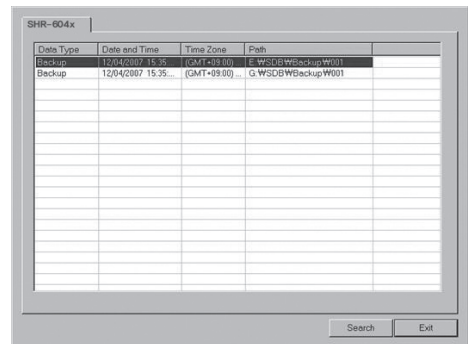 SHR-604x
Data Type Date and Time Time Zone Path
Backup 12/04/2007 15:35... (GMT+09:00) ... E:₩SDB₩Backup₩001
Backup 12/04/2007 15:35:... (GMT+09:00) ... G:₩SDB₩Backup₩001
Search Exit